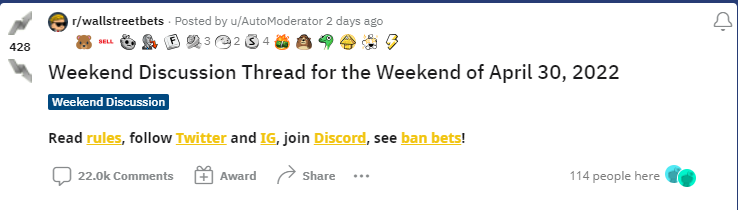 r/wallstreetbets · Posted by u/AutoModerator 2 days ago
428
SELL F 3 2 S 4
Weekend Discussion Thread for the Weekend of April 30, 2022
Weekend Discussion
Read rules, follow Twitter and IG, join Discord, see ban bets!
22.0k Comments Award Share ••• 114 people here